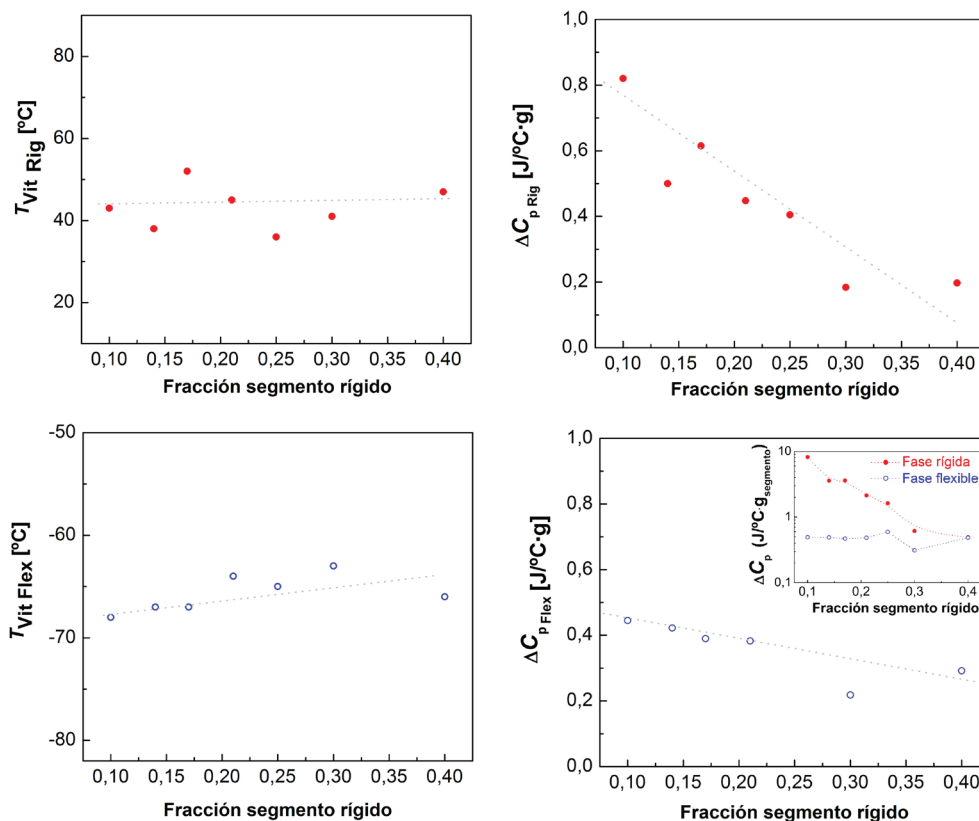 T Vit Rig [ºC]
80
60
40
20
0,10 0,15 0,20 0,25 0,30 0,35 0,40
Fracción segmento rígido
ΔCp Rig [J/ºC·g]
1,0
0,8
0,6
0,4
0,2
0,0
0,10 0,15 0,20 0,25 0,30 0,35 0,40
Fracción segmento rígido
T Vit Flex [ºC]
-50
-60
-70
-80
0,10 0,15 0,20 0,25 0,30 0,35 0,40
Fracción segmento rígido
ΔCp Flex [J/ºC·g]
1,0
0,8
0,6
0,4
0,2
0,0
0,10 0,15 0,20 0,25 0,30 0,35 0,40
Fracción segmento rígido
ΔCp (J/ºC·gsegmento)
10
1
0,1
Fase rígida
Fase flexible
0,1 0,2 0,3 0,4
Fracción segmento rígido